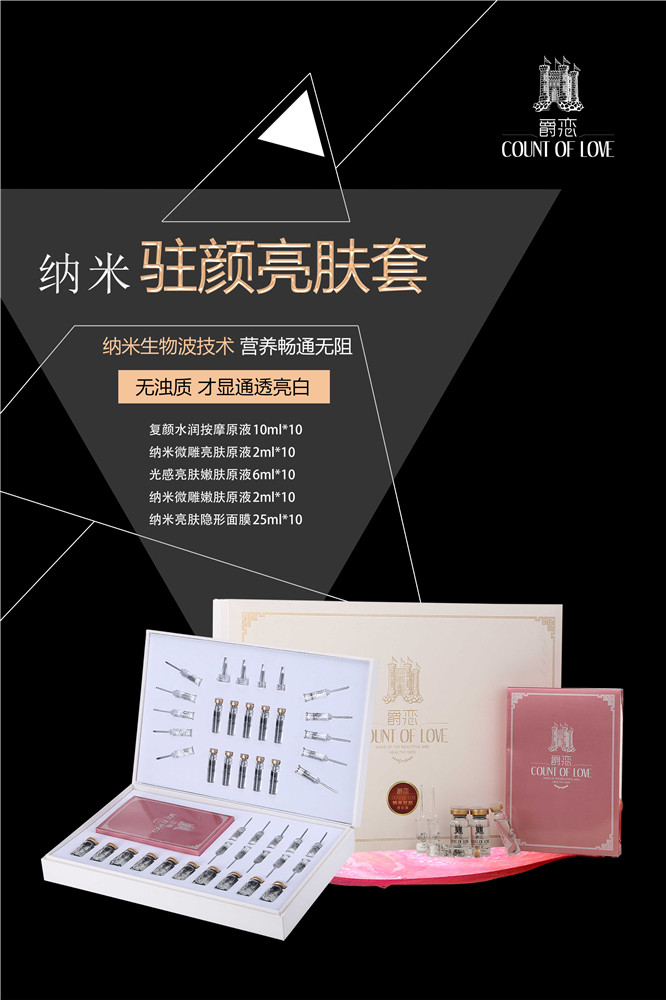 爵恋
COUNT OF LOVE
纳米 驻颜亮肤套
纳米生物波技术 营养畅通无阻
无浊质 才显通透亮白
复颜水润按摩原液10ml*10
纳米微雕亮肤原液2ml*10
光感亮肤嫩肤原液6ml*10
纳米微雕嫩肤原液2ml*10
纳米亮肤隐形面膜25ml*10
爵恋
COUNT OF LOVE
爵恋
COUNT OF LOVE
爵恋